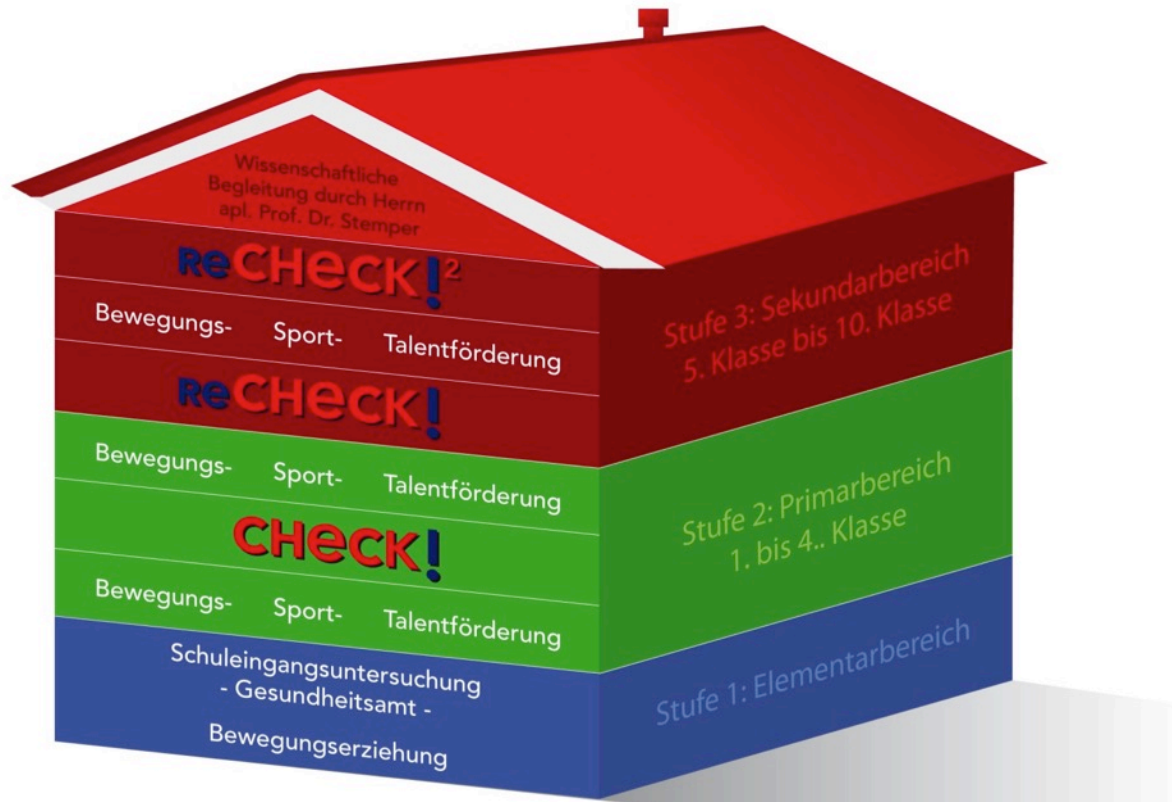 Wissenschaftliche
Begleitung durch Herrn
apl. Prof. Dr. Stemper
ReCHeCK!²
Bewegungs- Sport- Talentförderung
ReCHeCK!
Bewegungs- Sport- Talentförderung
CHeCK!
Bewegungs- Sport- Talentförderung
Schuleingangsuntersuchung
- Gesundheitsamt -
Bewegungserziehung
Stufe 3: Sekundarbereich
5. Klasse bis 10. Klasse
Stufe 2: Primarbereich
1. bis 4.. Klasse
Stufe 1: Elementarbereich